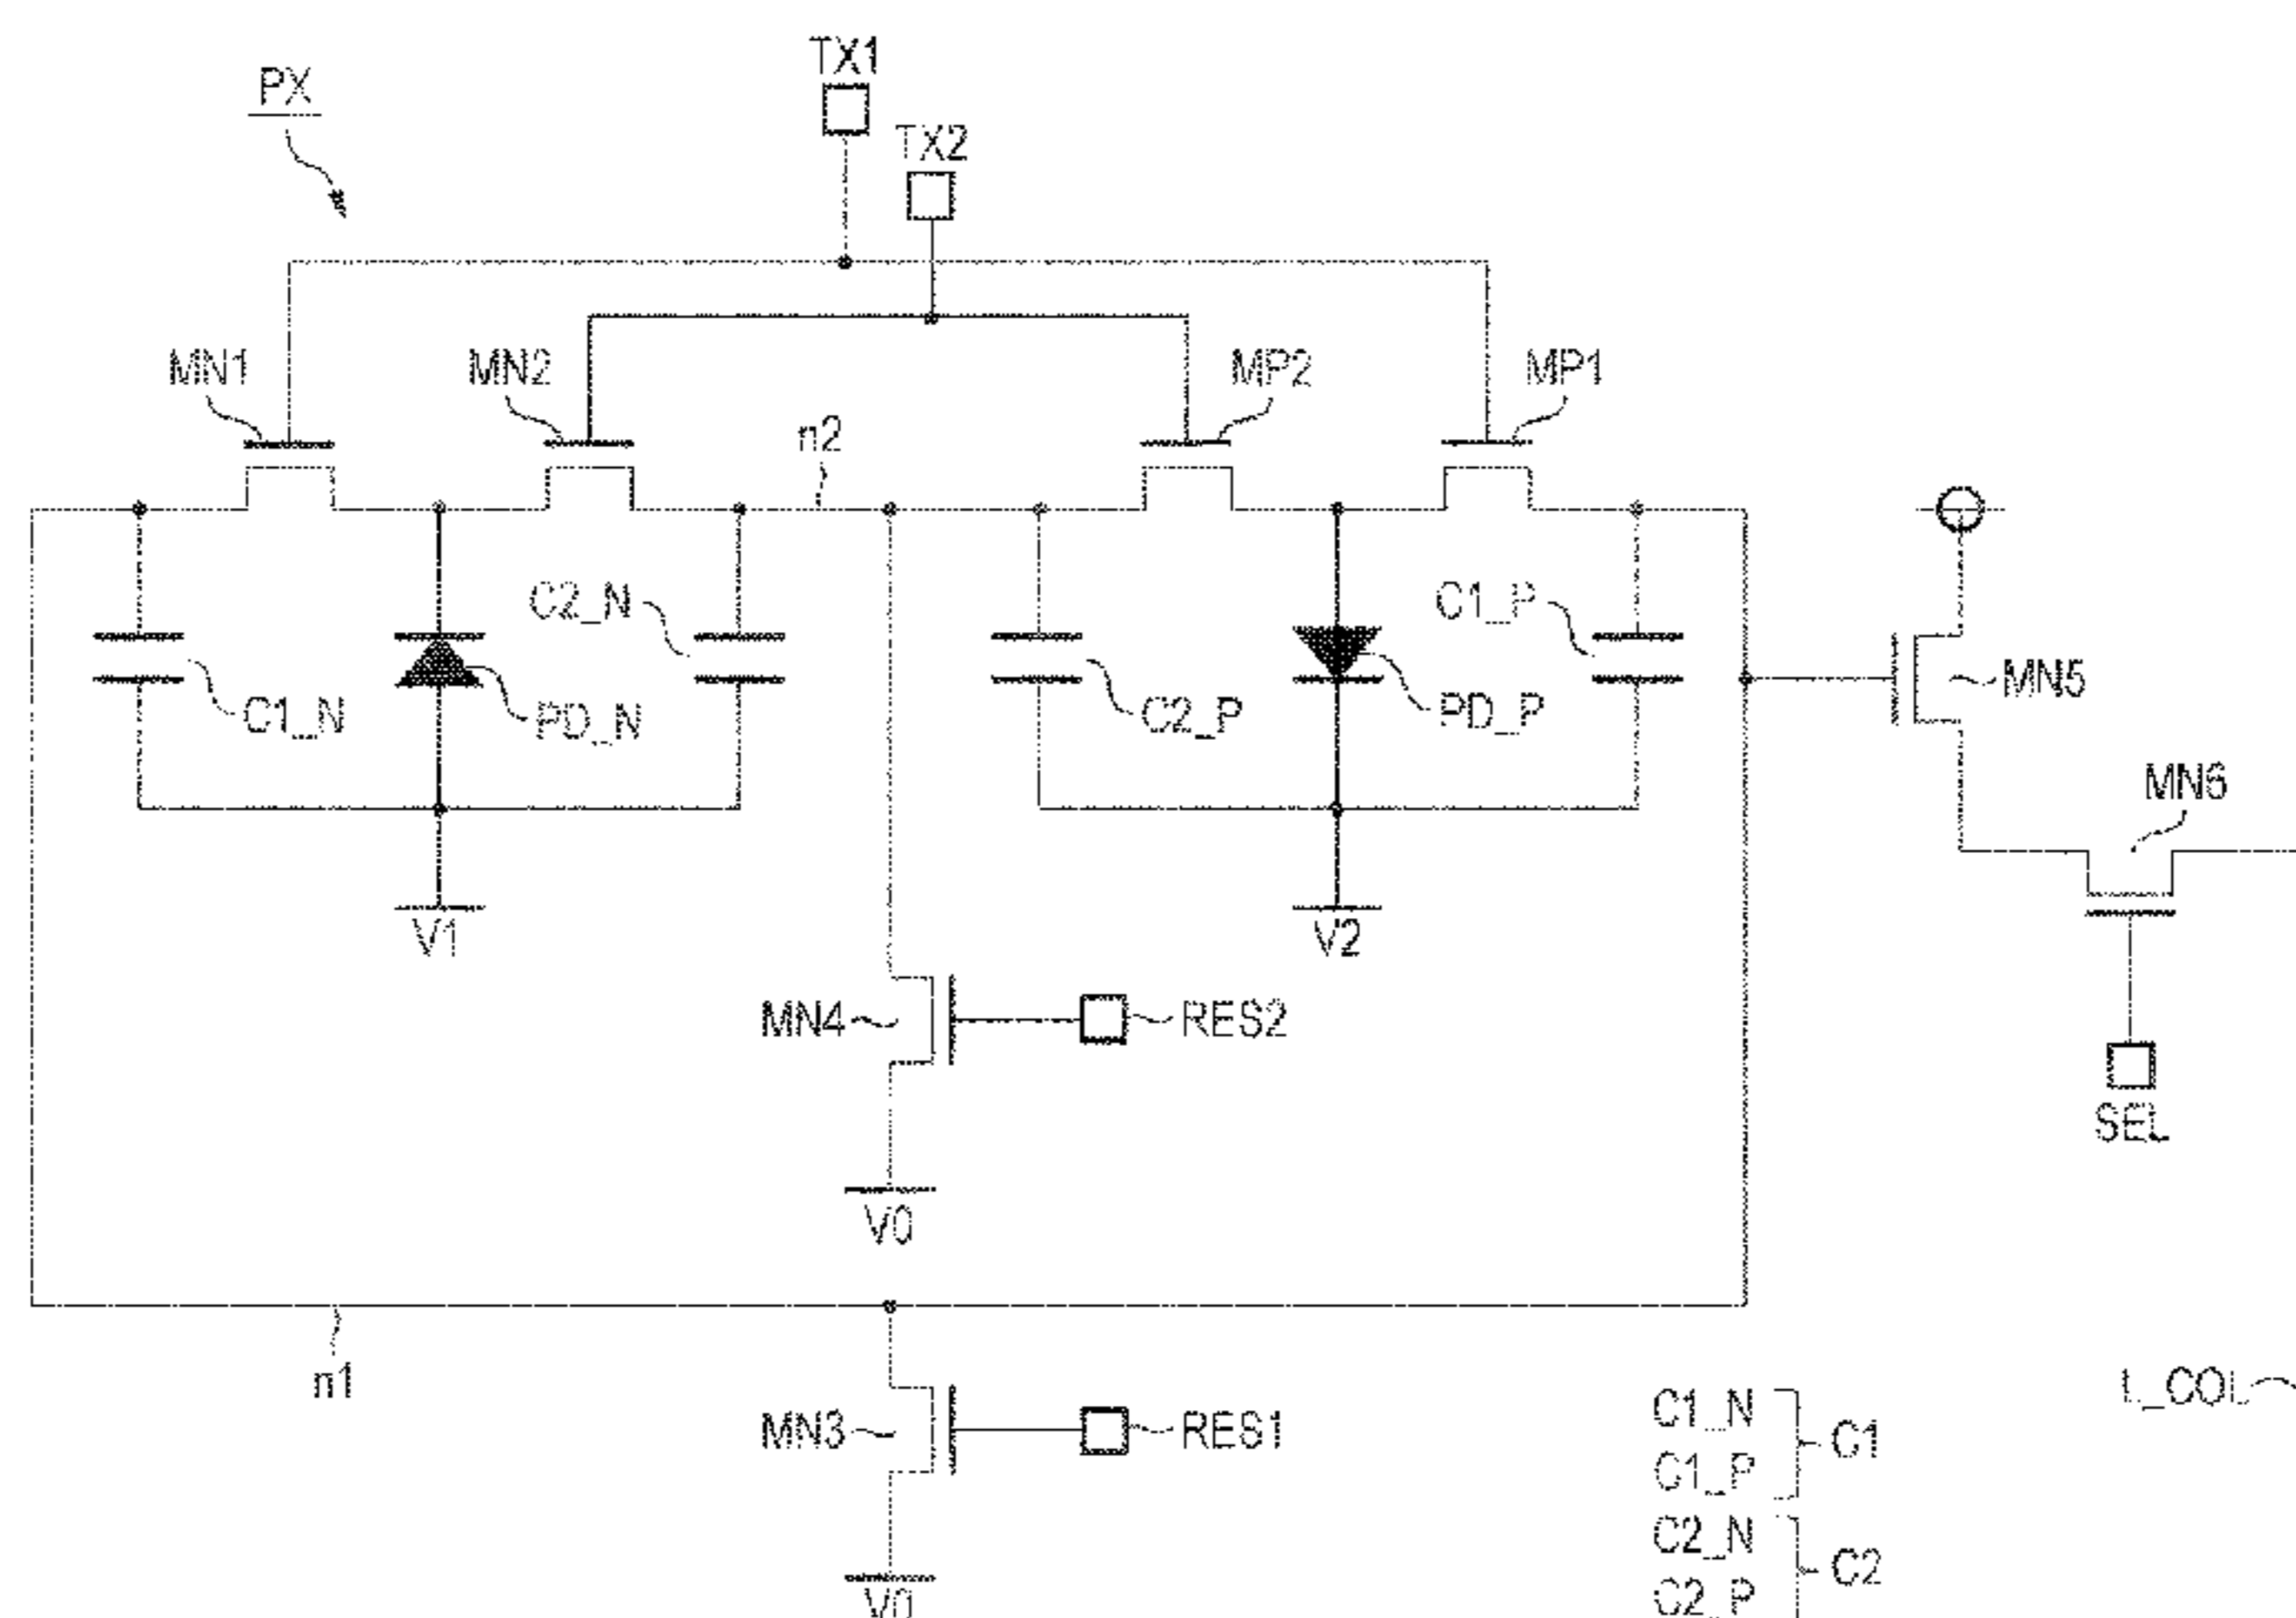 TX1
PX
TX2
MN1
MN2
n2
MP2
MP1
C2_N
C1_P
C1_N
PD_N
C2_P
PD_P
MN5
MN6
V1
V2
MN4
RES2
SEL
V0
n1
L_COL
MN3
RES1
C1_N
C1_P
C1
C2_N
C2_P
C2
V0